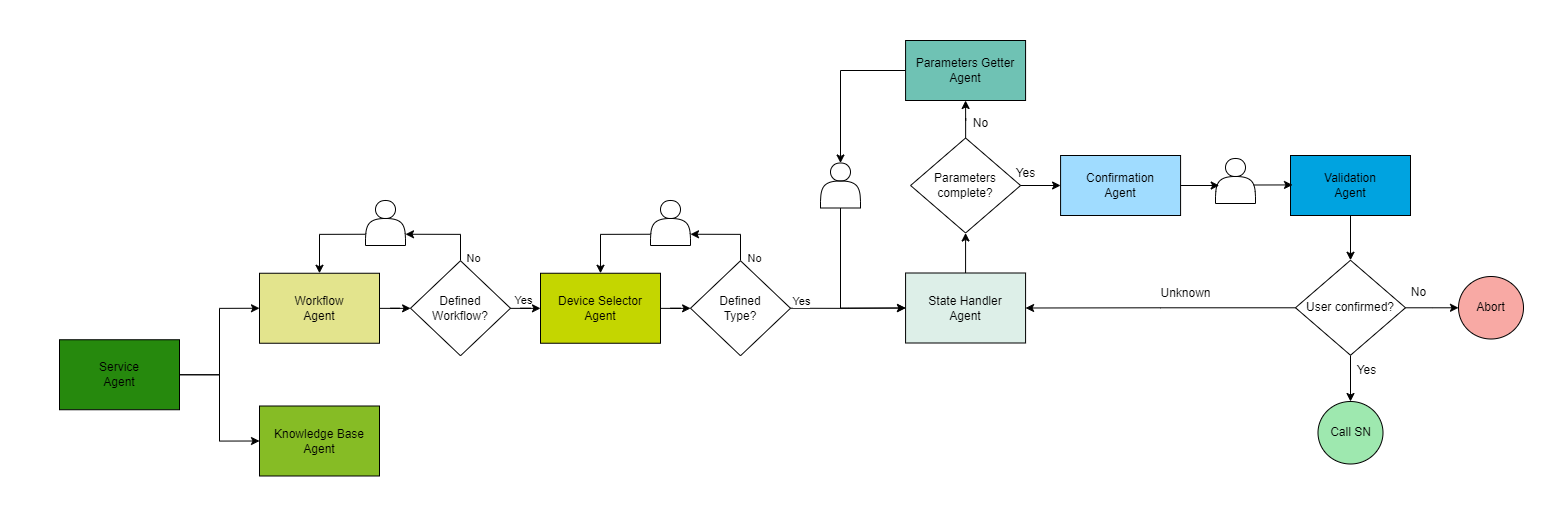 Service
Agent
Workflow
Agent
Knowledge Base
Agent
Defined
Workflow?
No
Yes
Device Selector
Agent
Defined
Type?
No
Yes
Parameters Getter
Agent
No
Parameters
complete?
Yes
State Handler
Agent
Confirmation
Agent
Validation
Agent
Unknown
User confirmed?
No
Abort
Yes
Call SN